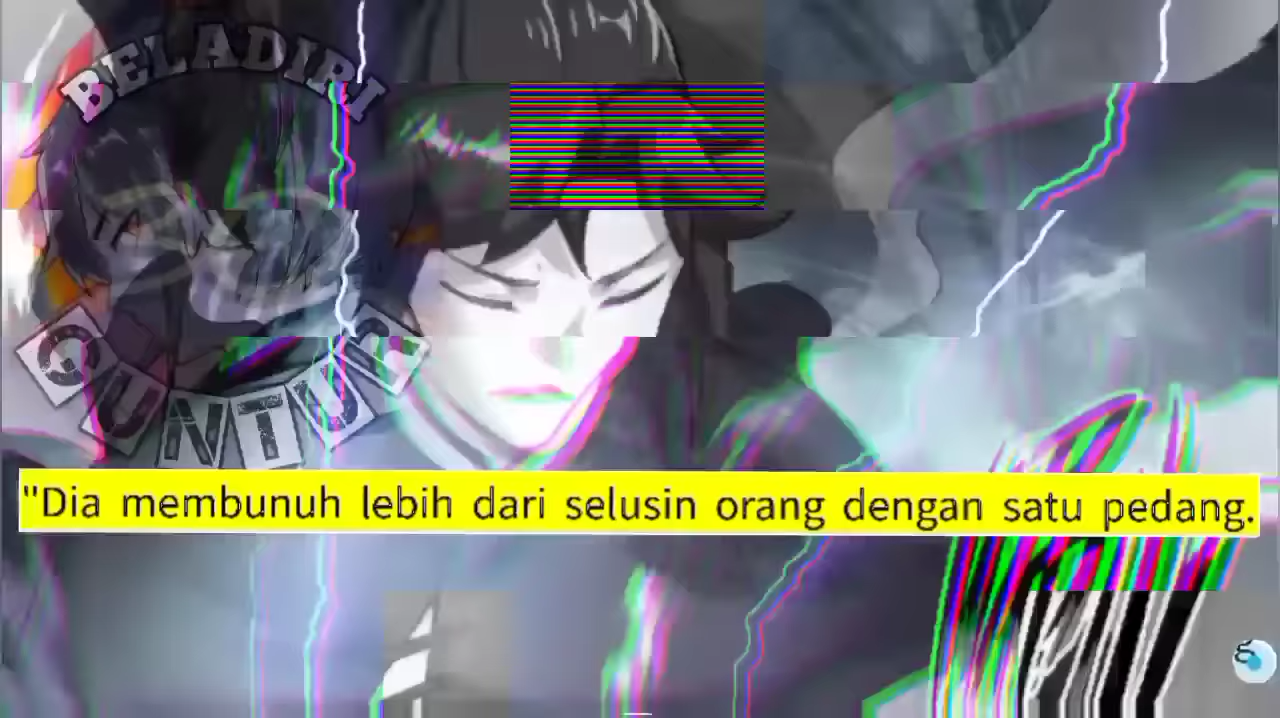 BELADIRI
GUNTUR
"Dia membunuh lebih dari selusin orang dengan satu pedang.